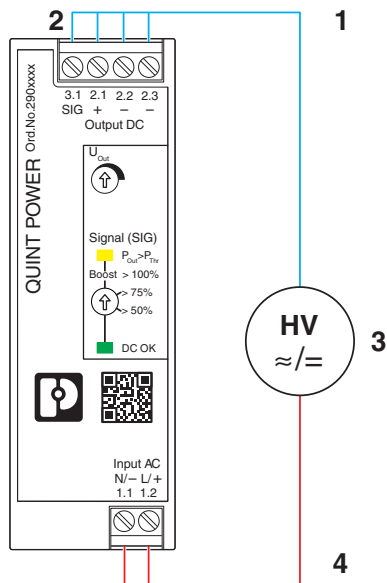 2
1
3.1 2.1 2.2 2.3
SIG + − −
Output DC
QUINT POWER Ord.No.290xxxx
UOut
Signal (SIG)
POut>PThr
Boost > 100%
> 75%
> 50%
DC OK
HV
≈/=
3
Input AC
N/− L/+
1.1 1.2
4